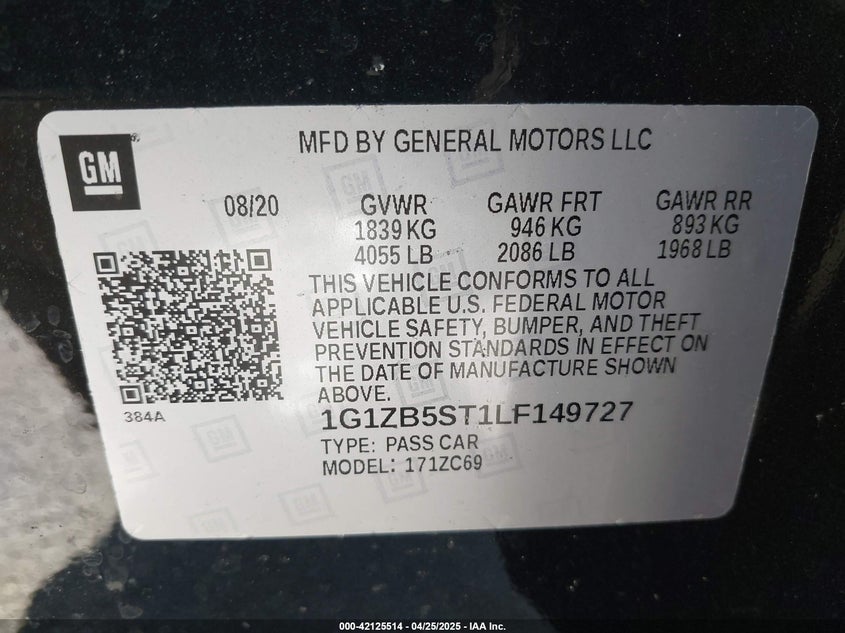 MFD BY GENERAL MOTORS LLC
GM
08/20 GVWR GAWR FRT GAWR RR
1839 KG 946 KG 893 KG
4055 LB 2086 LB 1968 LB
THIS VEHICLE CONFORMS TO ALL
APPLICABLE U.S. FEDERAL MOTOR
VEHICLE SAFETY, BUMPER, AND THEFT
PREVENTION STANDARDS IN EFFECT ON
THE DATE OF MANUFACTURE SHOWN
ABOVE.
384A
1G1ZB5ST1LF149727
TYPE: PASS CAR
MODEL: 171ZC69
000-42125514 - 04/25/2025 - IAA Inc.